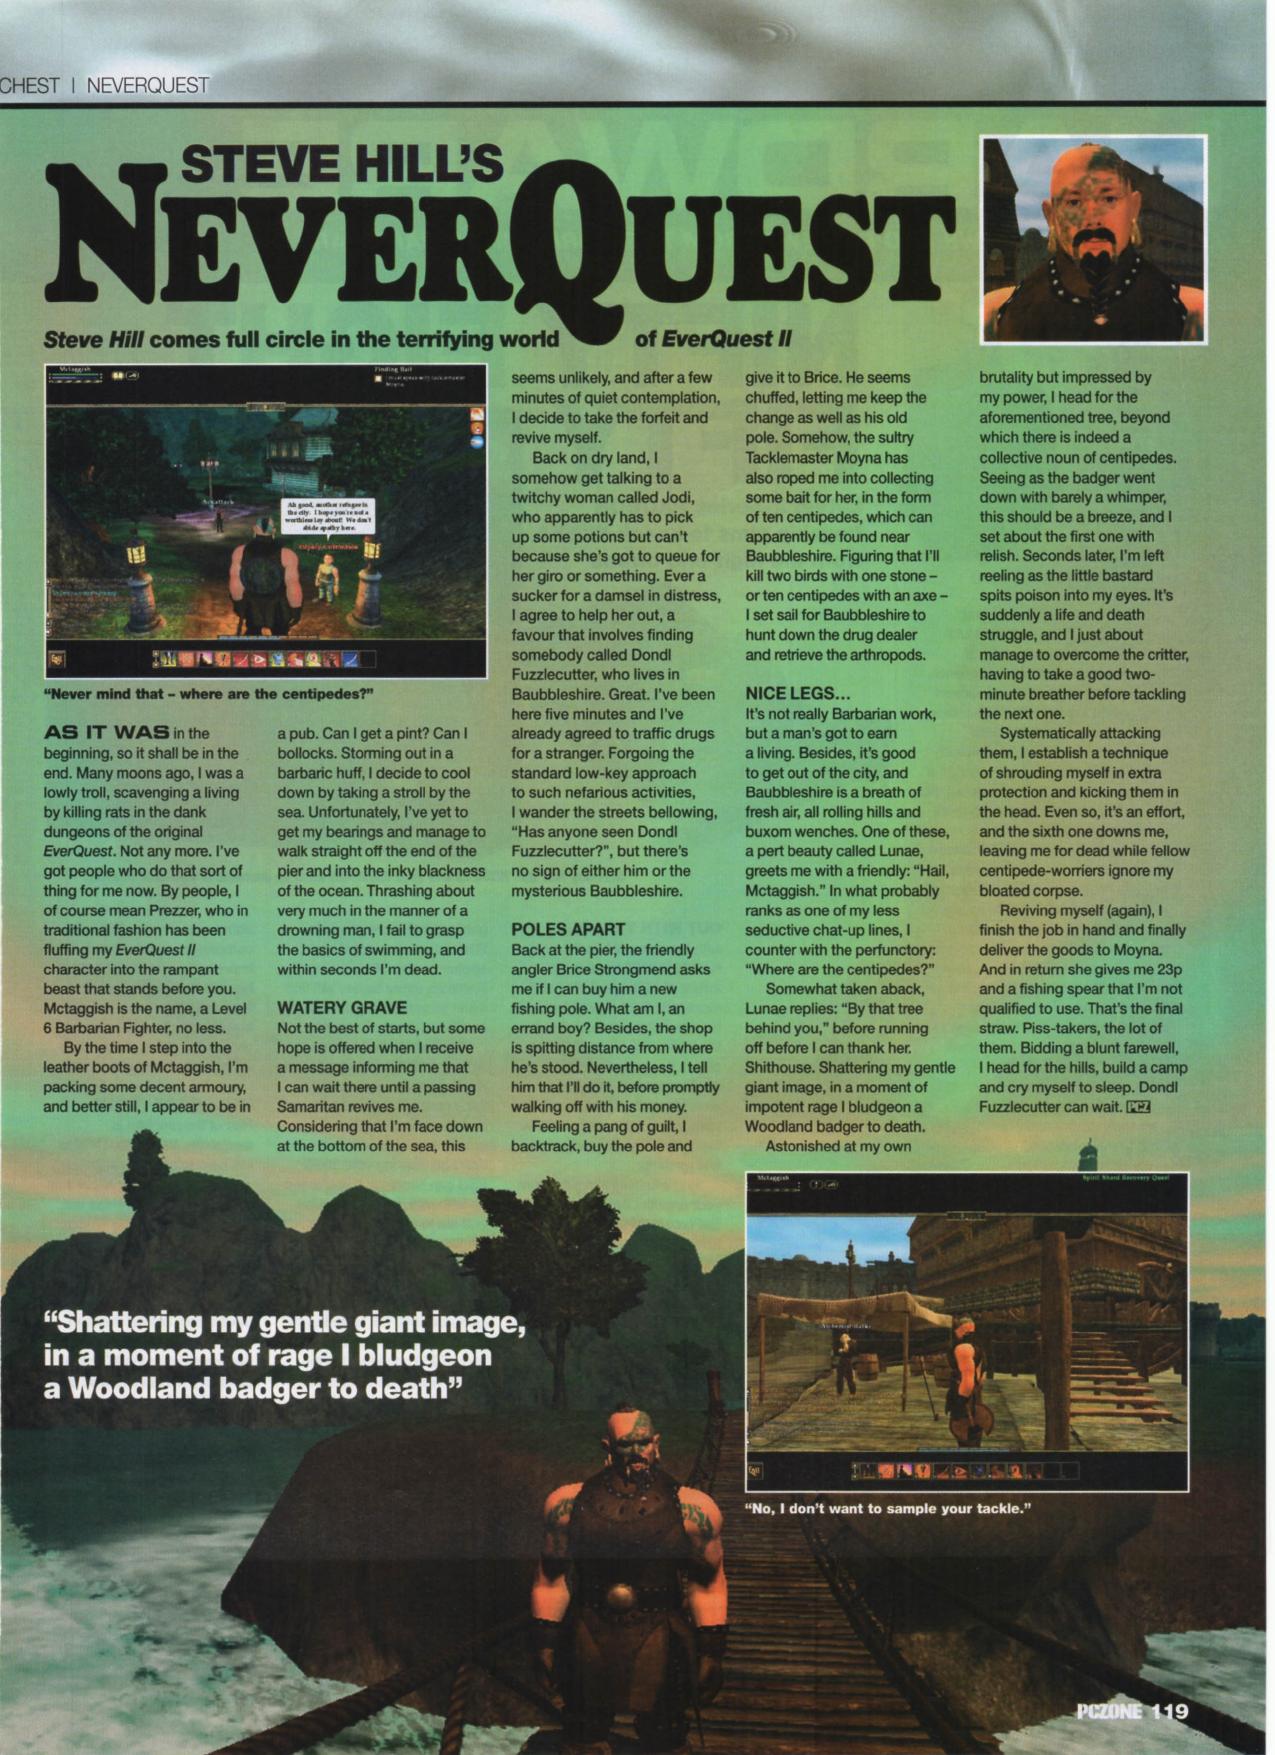 CHEST | NEVERQUEST
STEVE HILL'S
NEVERQUEST
Steve Hill comes full circle in the terrifying world of EverQuest II
Mctaggish
Finding Bait
Moyna.
Ah good, another refugee in
the city. I hope you're not a
worthless lay about! We don't
abide apathy here.
"Never mind that – where are the centipedes?"
AS IT WAS in the
beginning, so it shall be in the
end. Many moons ago, I was a
lowly troll, scavenging a living
by killing rats in the dank
dungeons of the original
EverQuest. Not any more. I've
got people who do that sort of
thing for me now. By people, I
of course mean Prezzer, who in
traditional fashion has been
fluffing my EverQuest II
character into the rampant
beast that stands before you.
Mctaggish is the name, a Level
6 Barbarian Fighter, no less.
By the time I step into the
leather boots of Mctaggish, I'm
packing some decent armoury,
and better still, I appear to be in
a pub. Can I get a pint? Can I
bollocks. Storming out in a
barbaric huff, I decide to cool
down by taking a stroll by the
sea. Unfortunately, I've yet to
get my bearings and manage to
walk straight off the end of the
pier and into the inky blackness
of the ocean. Thrashing about
very much in the manner of a
drowning man, I fail to grasp
the basics of swimming, and
within seconds I'm dead.
WATERY GRAVE
Not the best of starts, but some
hope is offered when I receive
a message informing me that
I can wait there until a passing
Samaritan revives me.
Considering that I'm face down
at the bottom of the sea, this
seems unlikely, and after a few
minutes of quiet contemplation,
I decide to take the forfeit and
revive myself.
Back on dry land, I
somehow get talking to a
twitchy woman called Jodi,
who apparently has to pick
up some potions but can't
because she's got to queue for
her giro or something. Ever a
sucker for a damsel in distress,
I agree to help her out, a
favour that involves finding
somebody called Dondl
Fuzzlecutter, who lives in
Baubbleshire. Great. I've been
here five minutes and I've
already agreed to traffic drugs
for a stranger. Forgoing the
standard low-key approach
to such nefarious activities,
I wander the streets bellowing,
"Has anyone seen Dondl
Fuzzlecutter?", but there's
no sign of either him or the
mysterious Baubbleshire.
POLES APART
Back at the pier, the friendly
angler Brice Strongmend asks
me if I can buy him a new
fishing pole. What am I, an
errand boy? Besides, the shop
is spitting distance from where
he's stood. Nevertheless, I tell
him that I'll do it, before promptly
walking off with his money.
Feeling a pang of guilt, I
backtrack, buy the pole and
give it to Brice. He seems
chuffed, letting me keep the
change as well as his old
pole. Somehow, the sultry
Tacklemaster Moyna has
also roped me into collecting
some bait for her, in the form
of ten centipedes, which can
apparently be found near
Baubbleshire. Figuring that I'll
kill two birds with one stone –
or ten centipedes with an axe –
I set sail for Baubbleshire to
hunt down the drug dealer
and retrieve the arthropods.
NICE LEGS...
It's not really Barbarian work,
but a man's got to earn
a living. Besides, it's good
to get out of the city, and
Baubbleshire is a breath of
fresh air, all rolling hills and
buxom wenches. One of these,
a pert beauty called Lunae,
greets me with a friendly: "Hail,
Mctaggish." In what probably
ranks as one of my less
seductive chat-up lines, I
counter with the perfunctory:
"Where are the centipedes?"
Somewhat taken aback,
Lunae replies: "By that tree
behind you," before running
off before I can thank her.
Shithouse. Shattering my gentle
giant image, in a moment of
impotent rage I bludgeon a
Woodland badger to death.
Astonished at my own
brutality but impressed by
my power, I head for the
aforementioned tree, beyond
which there is indeed a
collective noun of centipedes.
Seeing as the badger went
down with barely a whimper,
this should be a breeze, and I
set about the first one with
relish. Seconds later, I'm left
reeling as the little bastard
spits poison into my eyes. It's
suddenly a life and death
struggle, and I just about
manage to overcome the critter,
having to take a good two-
minute breather before tackling
the next one.
Systematically attacking
them, I establish a technique
of shrouding myself in extra
protection and kicking them in
the head. Even so, it's an effort,
and the sixth one downs me,
leaving me for dead while fellow
centipede-worriers ignore my
bloated corpse.
Reviving myself (again), I
finish the job in hand and finally
deliver the goods to Moyna.
And in return she gives me 23p
and a fishing spear that I'm not
qualified to use. That's the final
straw. Piss-takers, the lot of
them. Bidding a blunt farewell,
I head for the hills, build a camp
and cry myself to sleep. Dondl
Fuzzlecutter can wait. PCZ
"Shattering my gentle giant image,
in a moment of rage I bludgeon
a Woodland badger to death"
Mctaggish
Spirit Shard Recovery Quest
"No, I don't want to sample your tackle."
PCZONE 119